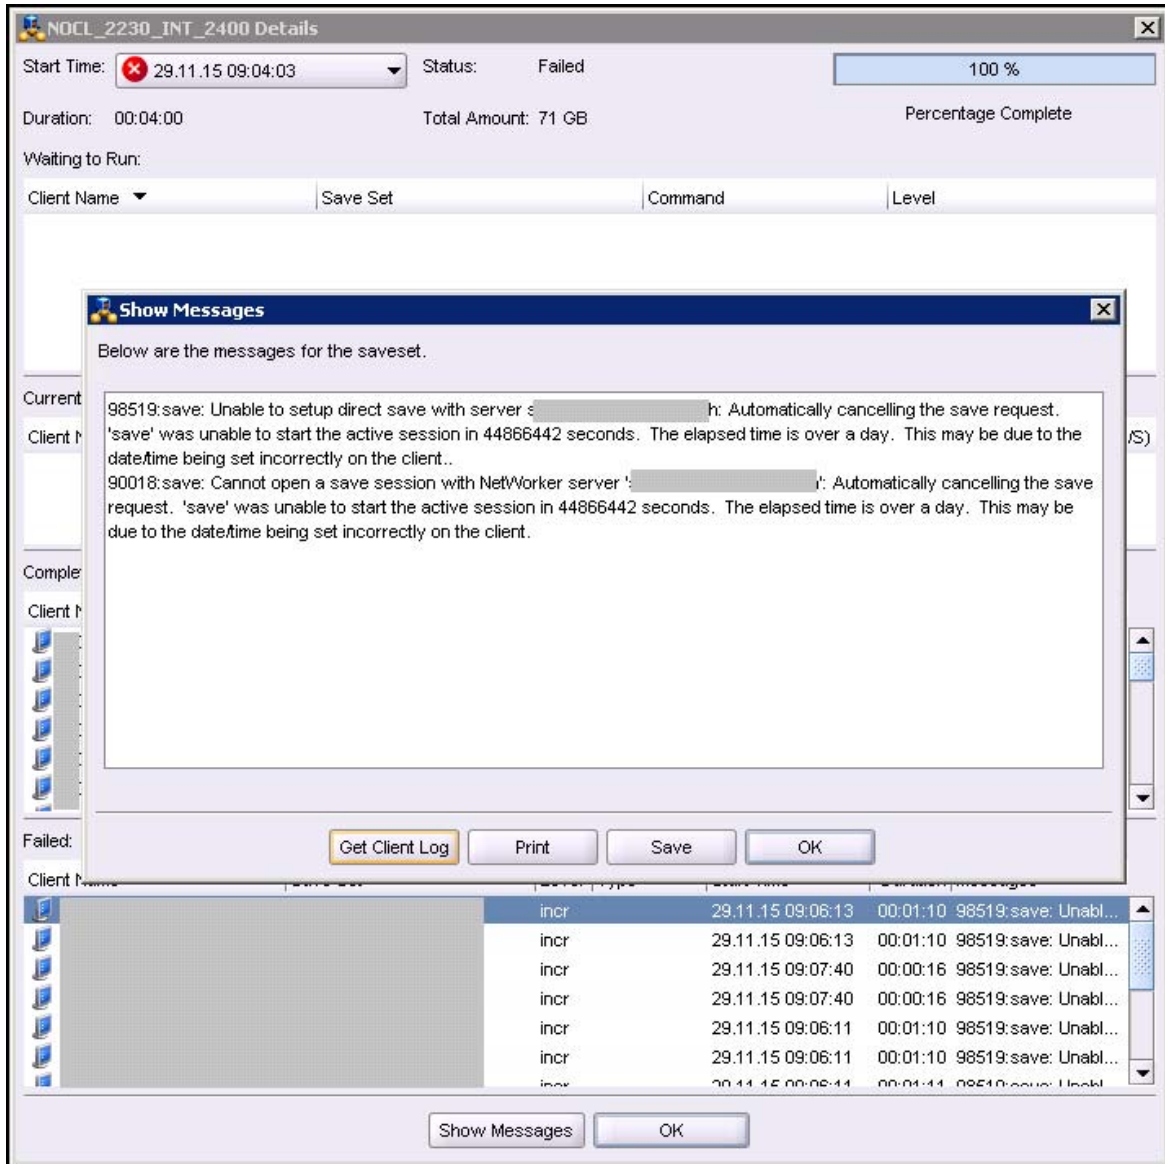 NOCL_2230_INT_2400 Details
Start Time: 29.11.15 09:04:03 Status: Failed 100 %
Duration: 00:04:00 Total Amount: 71 GB Percentage Complete
Waiting to Run:
Client Name Save Set Command Level
Show Messages
Below are the messages for the saveset.
98519:save: Unable to setup direct save with server s h: Automatically cancelling the save request.
'save' was unable to start the active session in 44866442 seconds. The elapsed time is over a day. This may be due to the
date/time being set incorrectly on the client..
90018:save: Cannot open a save session with NetWorker server ' ': Automatically cancelling the save
request. 'save' was unable to start the active session in 44866442 seconds. The elapsed time is over a day. This may be
due to the date/time being set incorrectly on the client.
Current
Client /S)
Comple
Client
Get Client Log Print Save OK
Failed:
Client
incr 29.11.15 09:06:13 00:01:10 98519:save: Unabl...
incr 29.11.15 09:06:13 00:01:10 98519:save: Unabl...
incr 29.11.15 09:07:40 00:00:16 98519:save: Unabl...
incr 29.11.15 09:07:40 00:00:16 98519:save: Unabl...
incr 29.11.15 09:06:11 00:01:10 98519:save: Unabl...
incr 29.11.15 09:06:11 00:01:10 98519:save: Unabl...
Show Messages OK